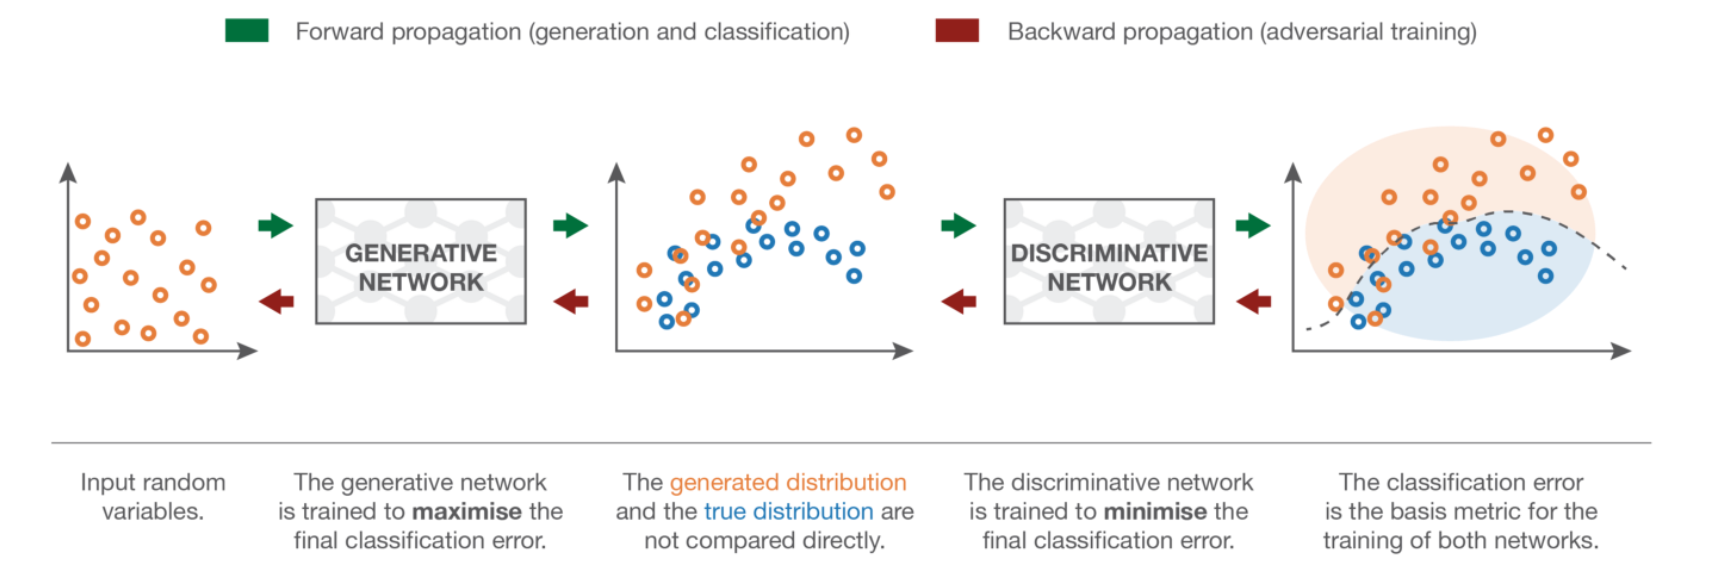 Forward propagation (generation and classification)
Backward propagation (adversarial training)
GENERATIVE
NETWORK
DISCRIMINATIVE
NETWORK
Input random
variables.
The generative network
is trained to maximise the
final classification error.
The generated distribution
and the true distribution are
not compared directly.
The discriminative network
is trained to minimise the
final classification error.
The classification error
is the basis metric for the
training of both networks.